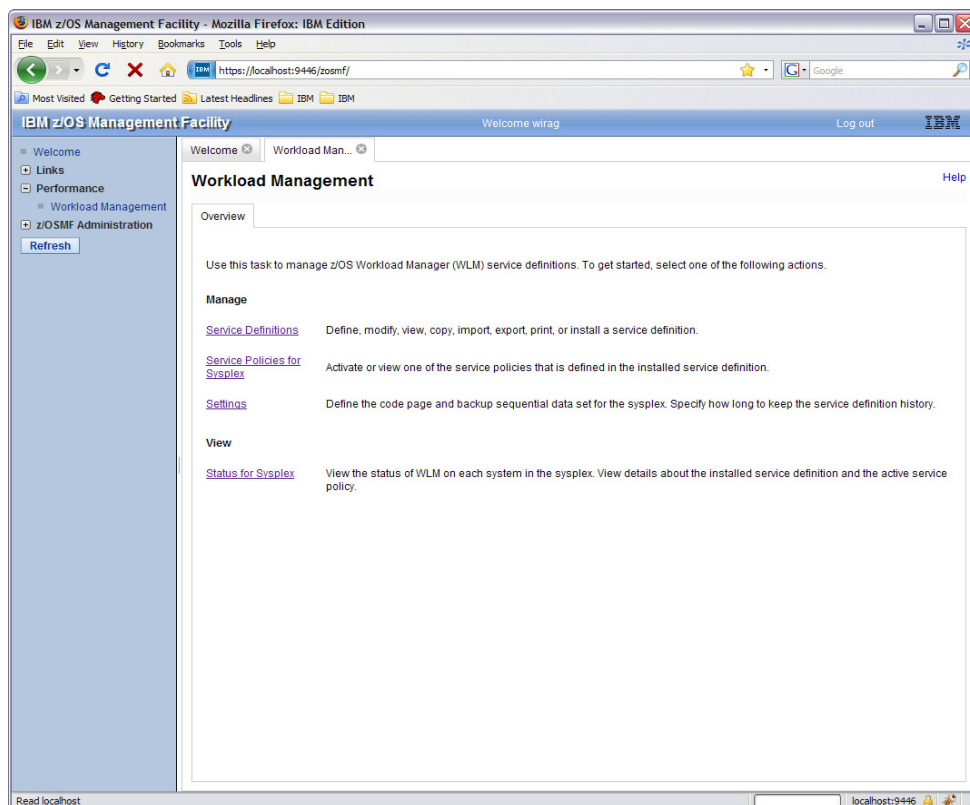 IBM z/OS Management Facility - Mozilla Firefox: IBM Edition
File Edit View History Bookmarks Tools Help
IBM https://localhost:9446/zosmf/ G Google
Most Visited Getting Started Latest Headlines IBM IBM
IBM z/OS Management Facility Welcome wirag Log out IBM
Welcome
Links
Performance
Workload Management
z/OSMF Administration
Refresh
Welcome Workload Man...
Workload Management Help
Overview
Use this task to manage z/OS Workload Manager (WLM) service definitions. To get started, select one of the following actions.
Manage
Service Definitions Define, modify, view, copy, import, export, print, or install a service definition.
Service Policies for
Sysplex Activate or view one of the service policies that is defined in the installed service definition.
Settings Define the code page and backup sequential data set for the sysplex. Specify how long to keep the service definition history.
View
Status for Sysplex View the status of WLM on each system in the sysplex. View details about the installed service definition and the active service
policy.
Read localhost localhost:9446